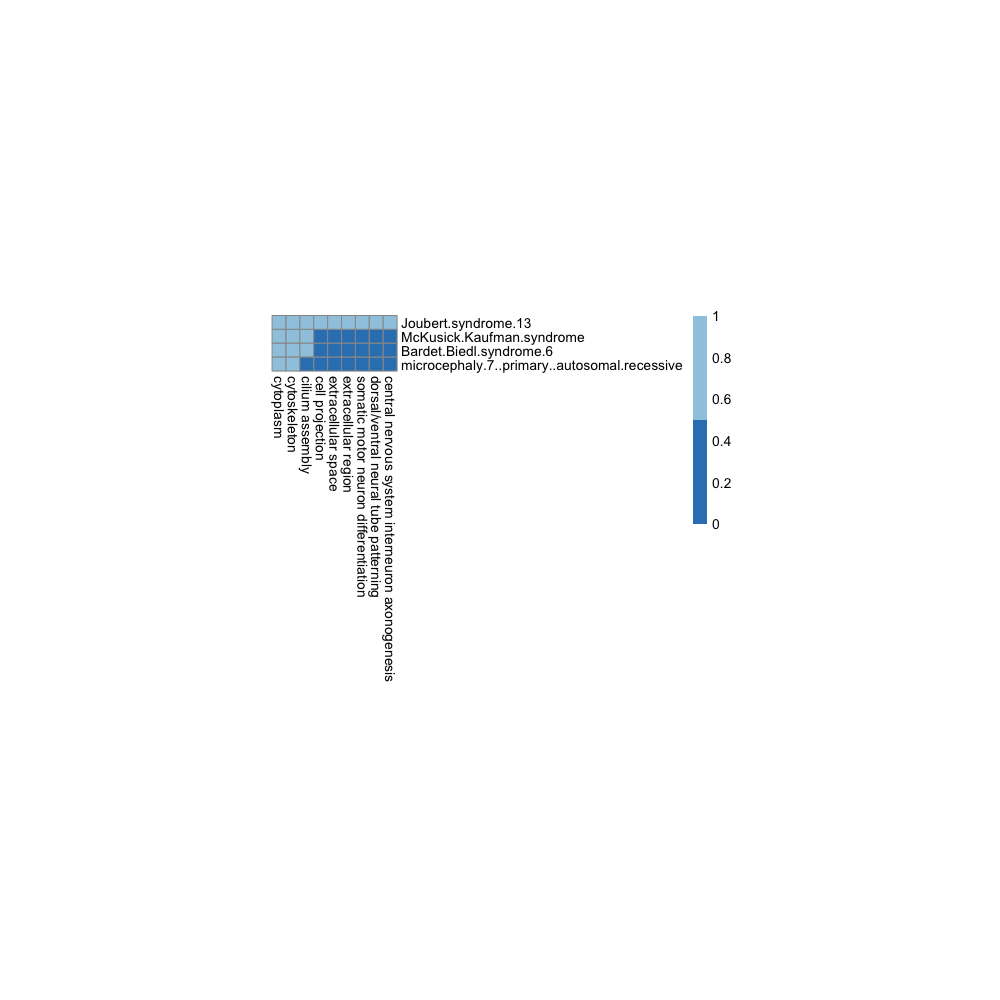 Joubert.syndrome.13
McKusick.Kaufman.syndrome
Bardet.Biedl.syndrome.6
microcephaly.7..primary..autosomal.recessive
cytoplasm
cytoskeleton
cilium assembly
cell projection
extracellular space
extracellular region
somatic motor neuron differentiation
dorsal/ventral neural tube patterning
central nervous system interneuron axonogenesis
1
0.8
0.6
0.4
0.2
0